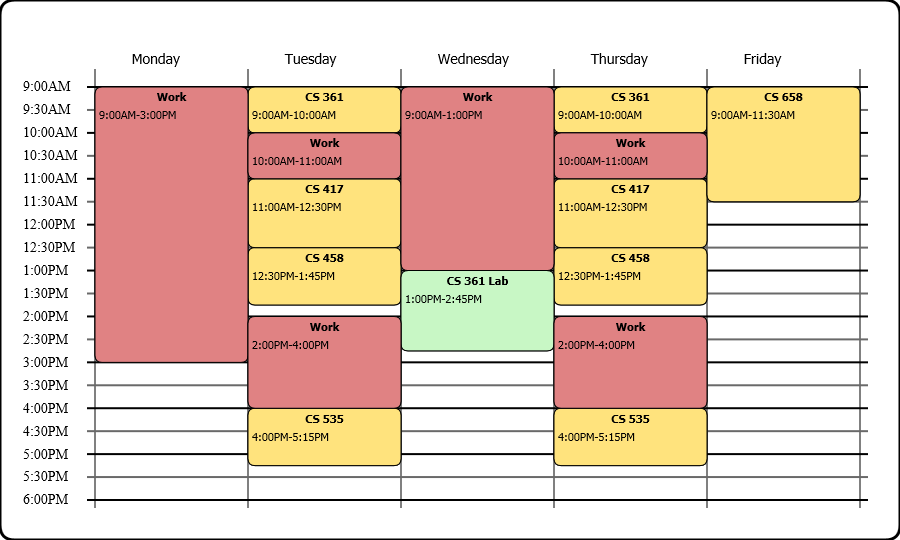 Monday Tuesday Wednesday Thursday Friday
9:00AM
9:30AM
10:00AM
10:30AM
11:00AM
11:30AM
12:00PM
12:30PM
1:00PM
1:30PM
2:00PM
2:30PM
3:00PM
3:30PM
4:00PM
4:30PM
5:00PM
5:30PM
6:00PM
Work
9:00AM-3:00PM
CS 361
9:00AM-10:00AM
Work
10:00AM-11:00AM
CS 417
11:00AM-12:30PM
CS 458
12:30PM-1:45PM
Work
2:00PM-4:00PM
CS 535
4:00PM-5:15PM
Work
9:00AM-1:00PM
CS 361 Lab
1:00PM-2:45PM
CS 361
9:00AM-10:00AM
Work
10:00AM-11:00AM
CS 417
11:00AM-12:30PM
CS 458
12:30PM-1:45PM
Work
2:00PM-4:00PM
CS 535
4:00PM-5:15PM
CS 658
9:00AM-11:30AM